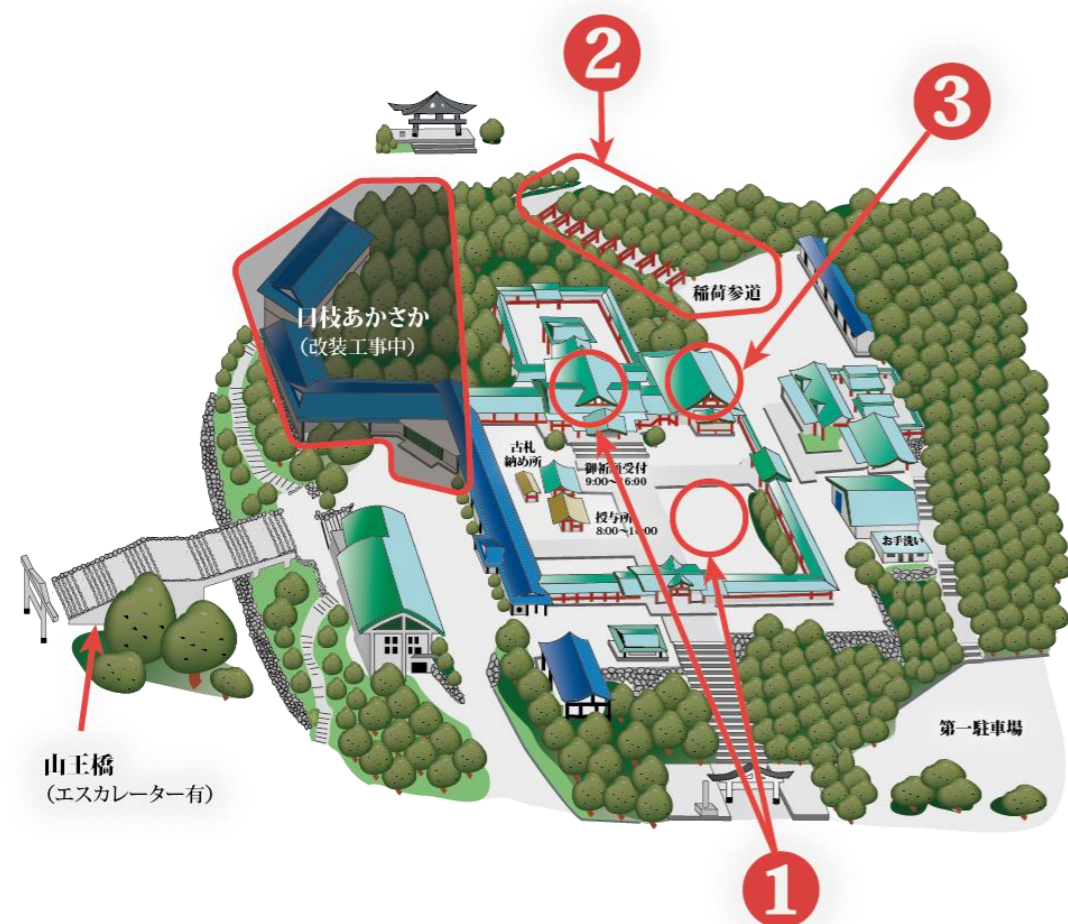 2
3
稲荷参道
日枝あかさか
(改装工事中)
古札
納め所
御祈願受付
9:00〜16:00
授与所
8:00〜16:00
お手洗い
第一駐車場
山王橋
(エスカレーター有)
1